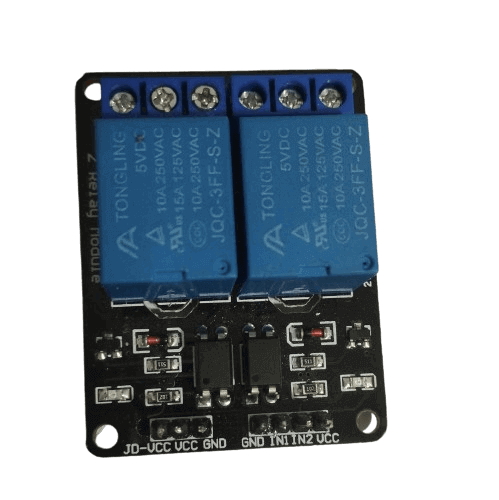 2 Relay Module
TONGLING
5VDC
10A 250VAC
15A 125VAC
10A 250VAC
JQC-3FF-S-Z
TONGLING
5VDC
10A 250VAC
15A 125VAC
10A 250VAC
JQC-3FF-S-Z
JD-VCC VCC GND
GND IN1 IN2 VCC